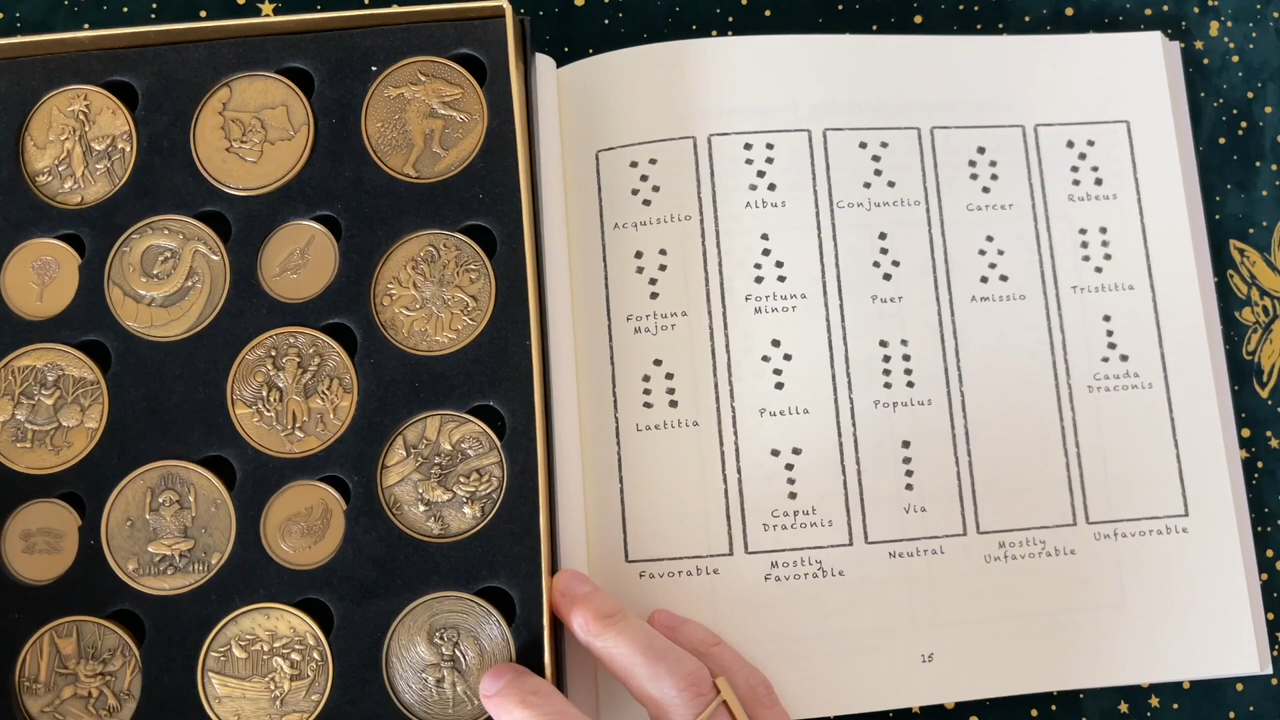 Acquisitio
Fortuna
Major
Laetitia
Favorable
Albus
Fortuna
Minor
Puella
Caput
Draconis
Mostly
Favorable
Conjunctio
Puer
Populus
Via
Neutral
Carcer
Amissio
Mostly
Unfavorable
Rubeus
Tristitia
Cauda
Draconis
Unfavorable
15